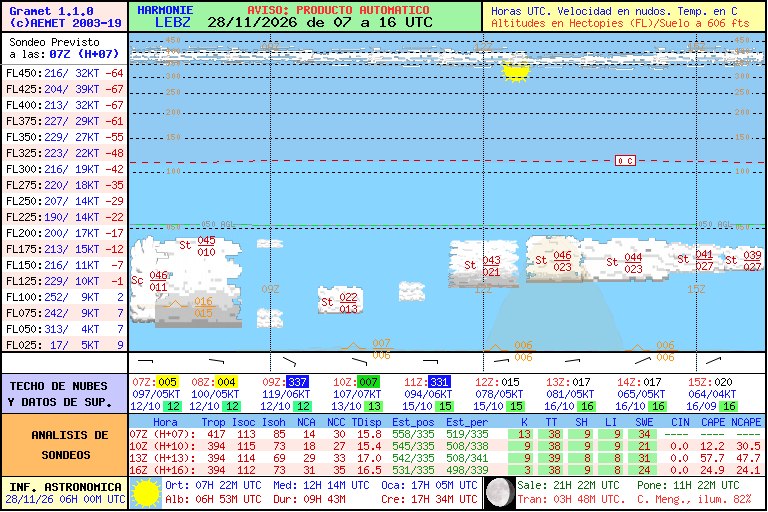 Gramet 1.1.0
(c)AEMET 2003-19
HARMONIE
LEBZ
AVISO: PRODUCTO AUTOMATICO
28/11/2026 de 07 a 16 UTC
Horas UTC. Velocidad en nudos. Temp. en C
Altitudes en Hectopies (FL)/Suelo a 606 fts
Sondeo Previsto
a las: 07Z (H+07)
FL450: 216/ 32KT -64
FL425: 204/ 39KT -67
FL400: 213/ 32KT -67
FL375: 227/ 29KT -61
FL350: 229/ 27KT -55
FL325: 223/ 22KT -48
FL300: 216/ 19KT -42
FL275: 220/ 18KT -35
FL250: 207/ 14KT -29
FL225: 190/ 14KT -22
FL200: 200/ 17KT -17
FL175: 213/ 15KT -12
FL150: 216/ 11KT -7
FL125: 229/ 10KT -1
FL100: 252/ 9KT 2
FL075: 242/ 9KT 7
FL050: 313/ 4KT 7
FL025: 17/ 5KT 9
0 C
St 045
010
046
011
016
015
09Z
St 022
013
007
006
St 043
021
12Z
St 046
023
006
006
St 044
023
006
006
St 041
027
15Z
St 039
027
TECHO DE NUBES
Y DATOS DE SUP.
07Z: 005 08Z: 004 09Z: 337 10Z: 007 11Z: 331 12Z: 015 13Z: 017 14Z: 017 15Z: 020
097/05KT 100/05KT 119/06KT 107/07KT 094/06KT 078/05KT 081/05KT 065/05KT 064/04KT
12/10 12 12/10 12 12/10 12 13/10 13 15/10 15 15/10 16 16/10 16 16/09 16 16/09 16
ANALISIS DE
SONDEOS
Hora Trop Isoc Isoh NCA NCC TDisp Est_pos Est_per K TT SH LI SWE CIN CAPE NCAPE
07Z (H+07): 417 113 85 14 30 15.8 558/335 519/335 13 38 9 9 34 ---- ---- ----
10Z (H+10): 394 115 73 18 27 15.4 545/335 508/338 9 38 9 9 21 0.0 12.2 30.5
13Z (H+13): 394 114 69 29 33 17.0 542/335 508/341 9 39 8 8 31 0.0 57.7 47.7
16Z (H+16): 394 112 73 31 35 16.5 531/335 498/339 3 38 9 9 24 0.0 24.9 24.1
INF. ASTRONOMICA
28/11/26 06H 00M UTC
Ort: 07H 22M UTC Med: 12H 14M UTC Oca: 17H 05M UTC
Alb: 06H 53M UTC Dur: 09H 43M Cre: 17H 34M UTC
Sale: 21H 22M UTC Pone: 11H 22M UTC
Tran: 03H 48M UTC. C. Meng., ilum. 82%